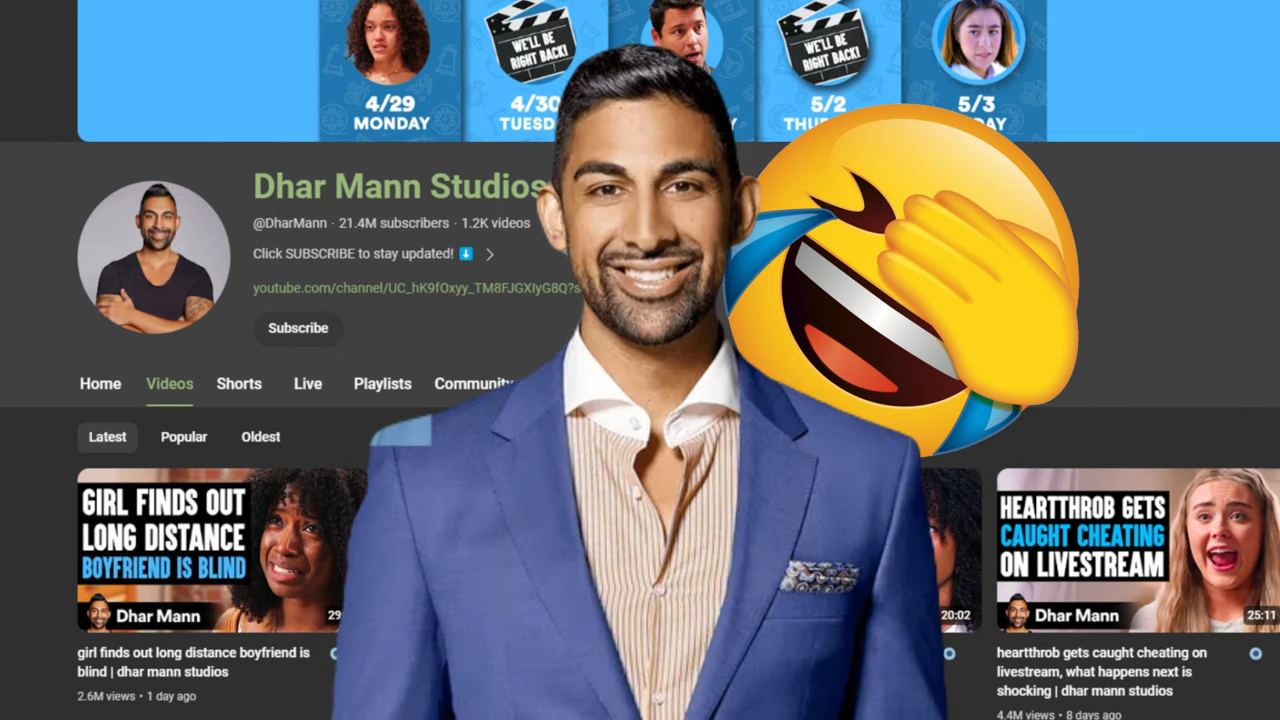 4/29
MONDAY
WE'LL BE
RIGHT BACK!
4/30
TUESD
WE'LL BE
RIGHT BACK!
5/2
THU
5/3
DAY
Dhar Mann Studios
@DharMann · 21.4M subscribers · 1.2K videos
Click SUBSCRIBE to stay updated! ⬇ >
youtube.com/channel/UC_hK9fOxyy_TM8FJGXIyG8Q?s
Subscribe
Home Videos Shorts Live Playlists Community
Latest Popular Oldest
GIRL FINDS OUT
LONG DISTANCE
BOYFRIEND IS BLIND
Dhar Mann
29
girl finds out long distance boyfriend is
blind | dhar mann studios
2.6M views • 1 day ago
20:02
HEARTTHROB GETS
CAUGHT CHEATING
ON LIVESTREAM
Dhar Mann
25:11
heartthrob gets caught cheating on
livestream, what happens next is
shocking | dhar mann studios
4.4M views • 8 days ago